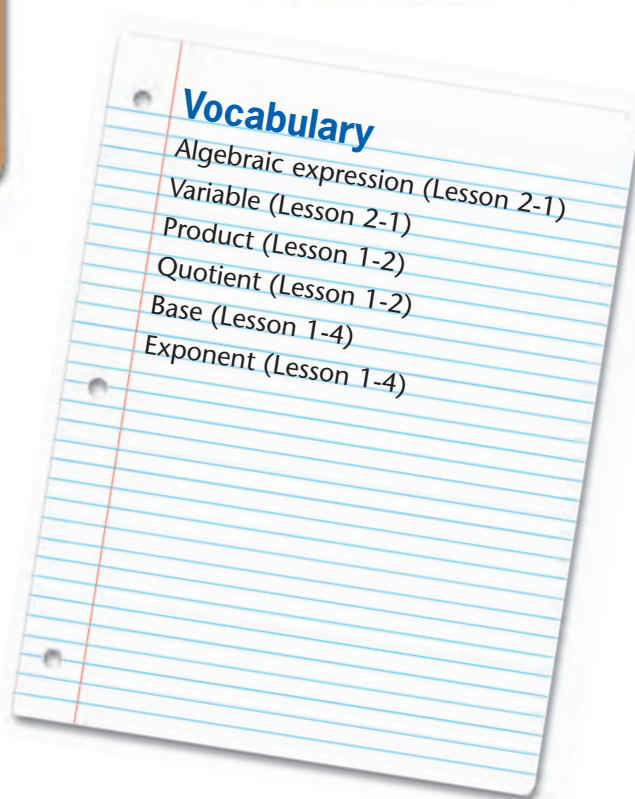 Vocabulary
Algebraic expression (Lesson 2-1)
Variable (Lesson 2-1)
Product (Lesson 1-2)
Quotient (Lesson 1-2)
Base (Lesson 1-4)
Exponent (Lesson 1-4)